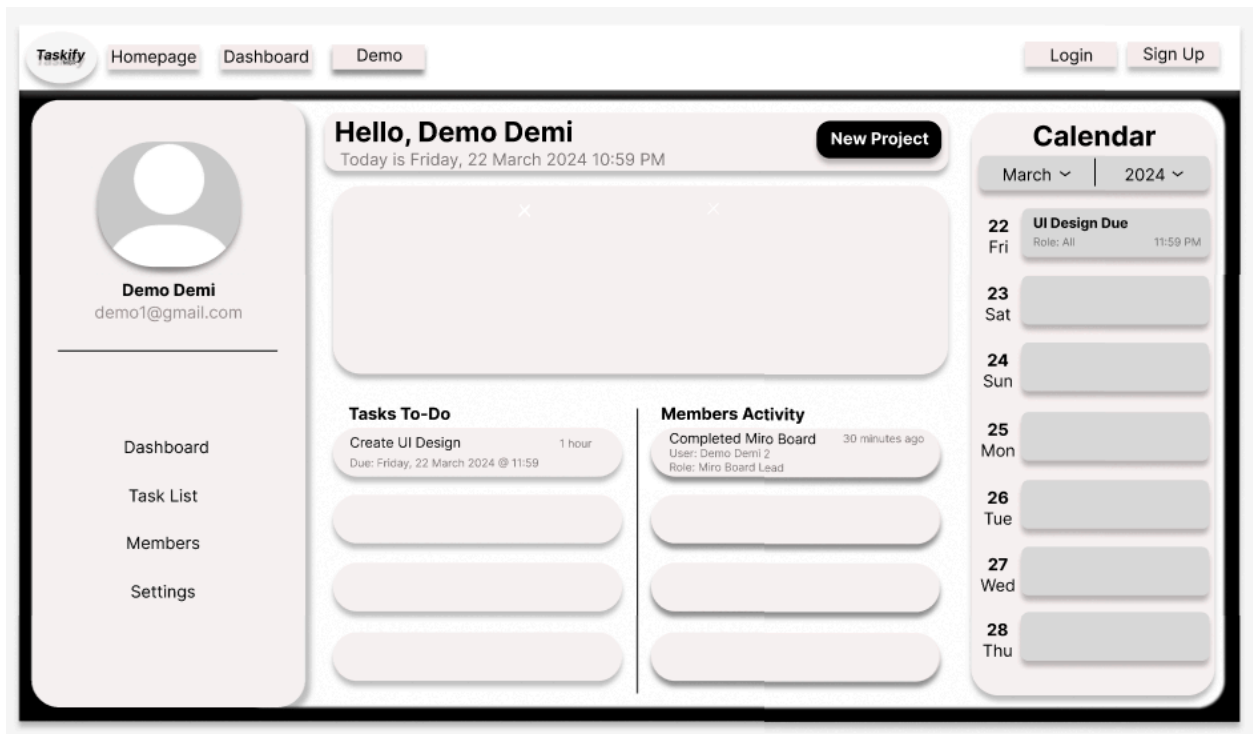 Taskify
Homepage
Dashboard
Demo
Login
Sign Up
Demo Demi
demo1@gmail.com
Dashboard
Task List
Members
Settings
Hello, Demo Demi
Today is Friday, 22 March 2024 10:59 PM
New Project
Tasks To-Do
Create UI Design 1 hour
Due: Friday, 22 March 2024 @ 11:59
Members Activity
Completed Miro Board 30 minutes ago
User: Demo Demi 2
Role: Miro Board Lead
Calendar
March 2024
22
Fri
UI Design Due
Role: All 11:59 PM
23
Sat
24
Sun
25
Mon
26
Tue
27
Wed
28
Thu